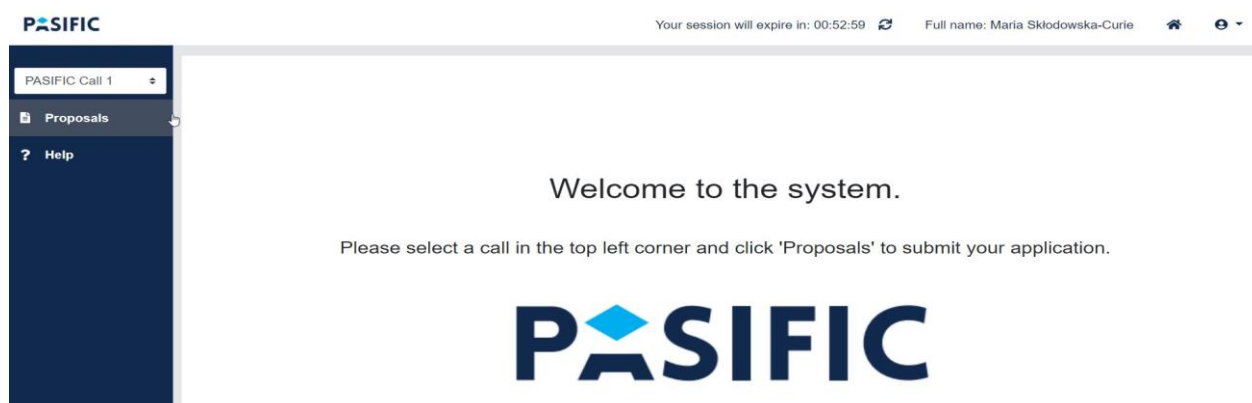 PASIFIC
Your session will expire in: 00:52:59
Full name: Maria Skłodowska-Curie
PASIFIC Call 1
Proposals
? Help
Welcome to the system.
Please select a call in the top left corner and click 'Proposals' to submit your application.
PASIFIC